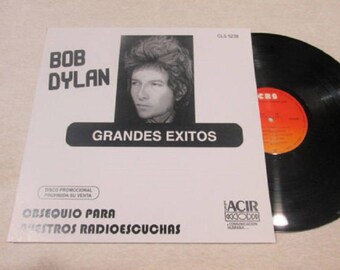 BOB
DYLAN
GRANDES EXITOS
DISCO PROMOCIONAL
PROHIBIDA SU VENTA
OBSEQUIO PARA
NUESTROS RADIOESCUCHAS
ACIR
CBS